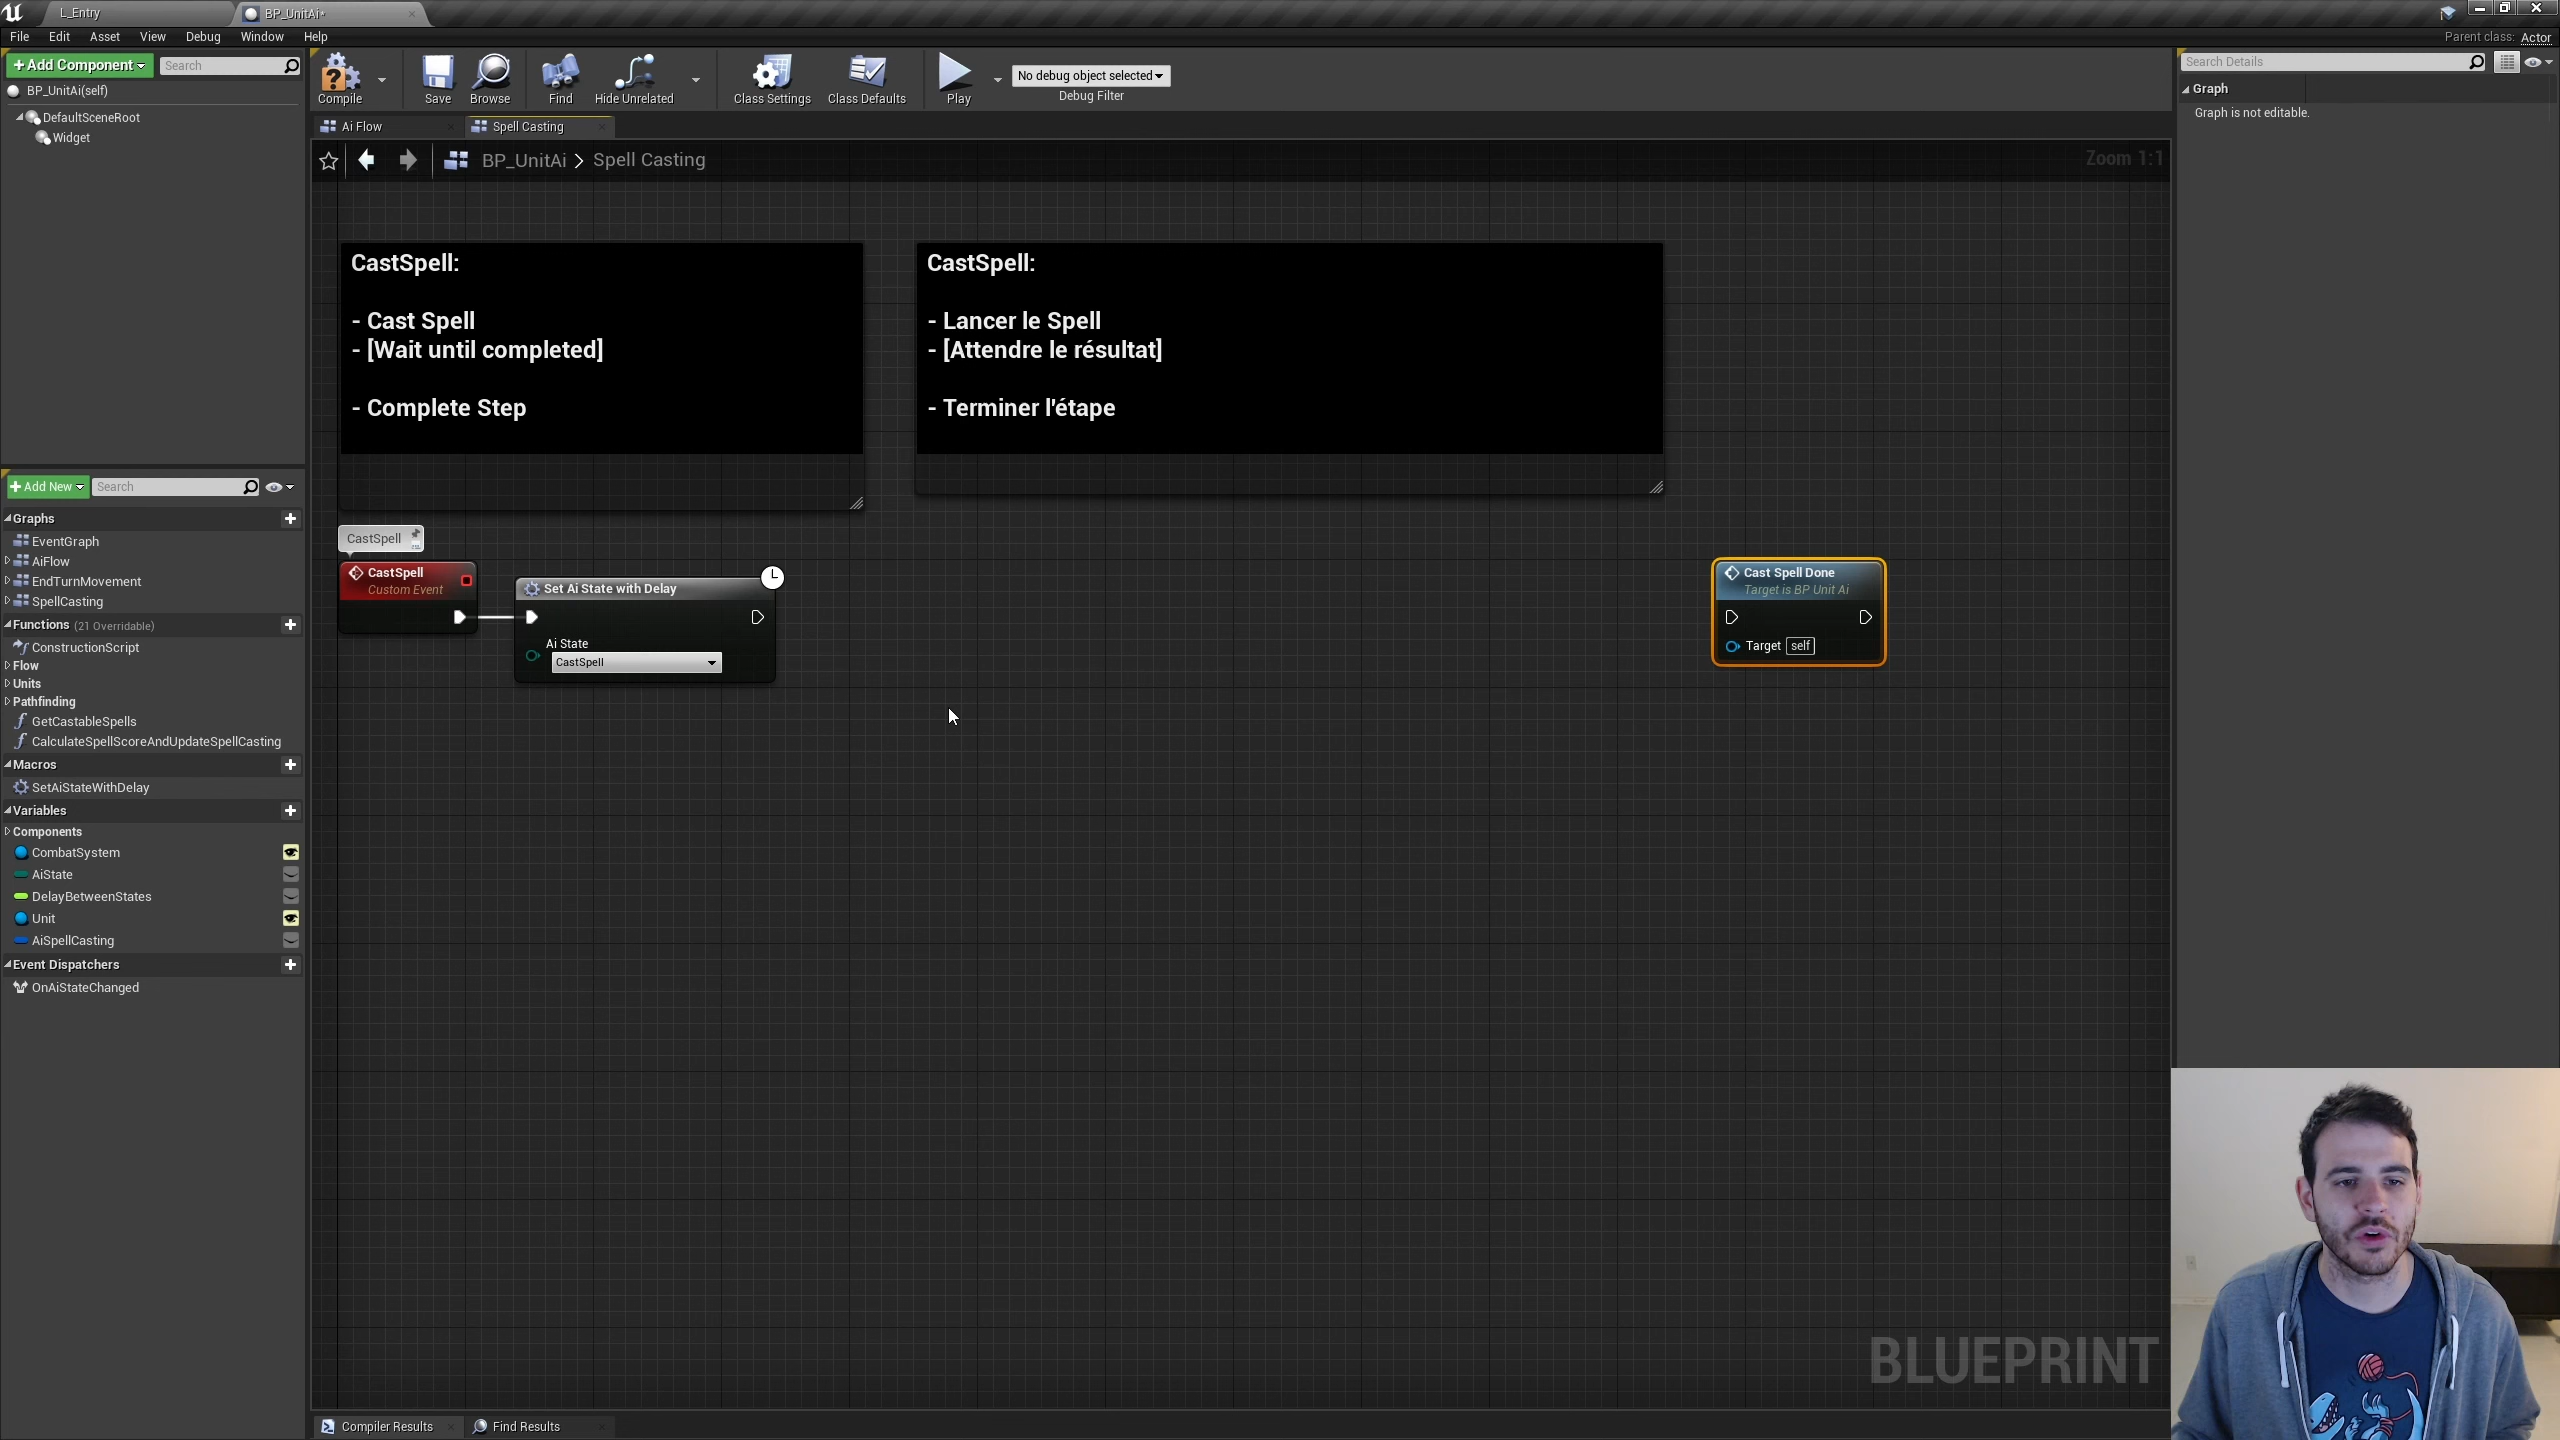 L_Entry
BP_UnitAi*
File Edit Asset View Debug Window Help
Parent class: Actor
+Add Component
Search
Compile
Save
Browse
Find
Hide Unrelated
Class Settings
Class Defaults
Play
No debug object selected
Debug Filter
Search Details
BP_UnitAi(self)
DefaultSceneRoot
Widget
Graph
Graph is not editable.
Ai Flow
Spell Casting
BP_UnitAi > Spell Casting
Zoom 1:1
CastSpell:
- Cast Spell
- [Wait until completed]
- Complete Step
CastSpell:
- Lancer le Spell
- [Attendre le résultat]
- Terminer l'étape
+Add New
Search
Graphs
EventGraph
AiFlow
EndTurnMovement
SpellCasting
Functions (21 Overridable)
ConstructionScript
Flow
Units
Pathfinding
GetCastableSpells
CalculateSpellScoreAndUpdateSpellCasting
Macros
SetAiStateWithDelay
Variables
Components
CombatSystem
AiState
DelayBetweenStates
Unit
AiSpellCasting
Event Dispatchers
OnAiStateChanged
CastSpell
CastSpell
Custom Event
Set Ai State with Delay
Ai State
CastSpell
Cast Spell Done
Target is BP Unit Ai
Target self
BLUEPRINT
Compiler Results
Find Results